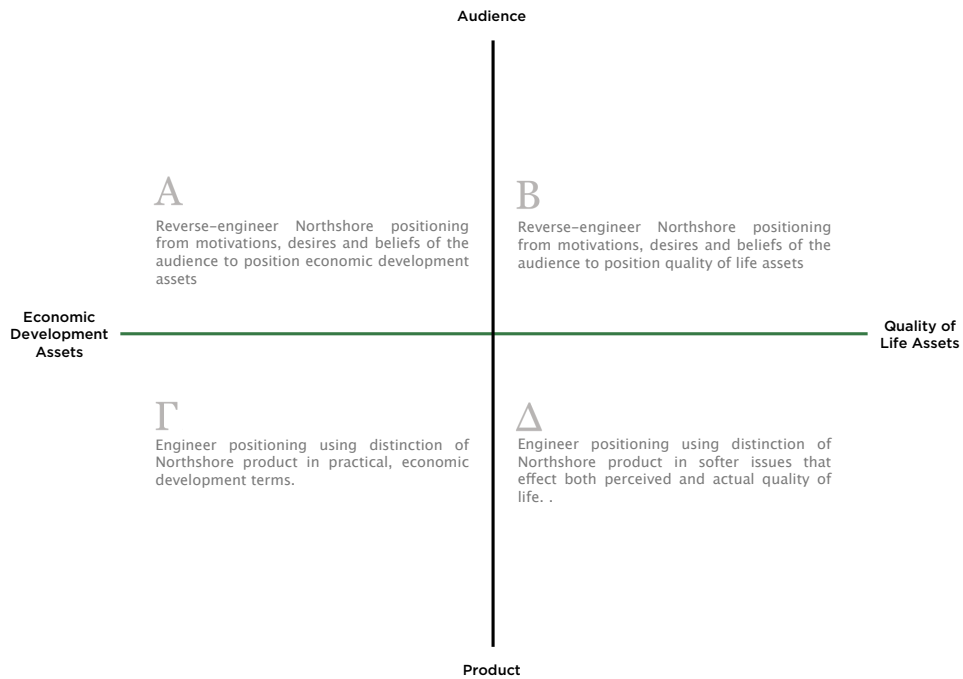 Audience
Α
Reverse-engineer Northshore positioning
from motivations, desires and beliefs of the
audience to position economic development
assets
Β
Reverse-engineer Northshore positioning
from motivations, desires and beliefs of the
audience to position quality of life assets
Economic
Development
Assets
Quality of
Life Assets
Γ
Engineer positioning using distinction of
Northshore product in practical, economic
development terms.
Δ
Engineer positioning using distinction of
Northshore product in softer issues that
effect both perceived and actual quality of
life. .
Product